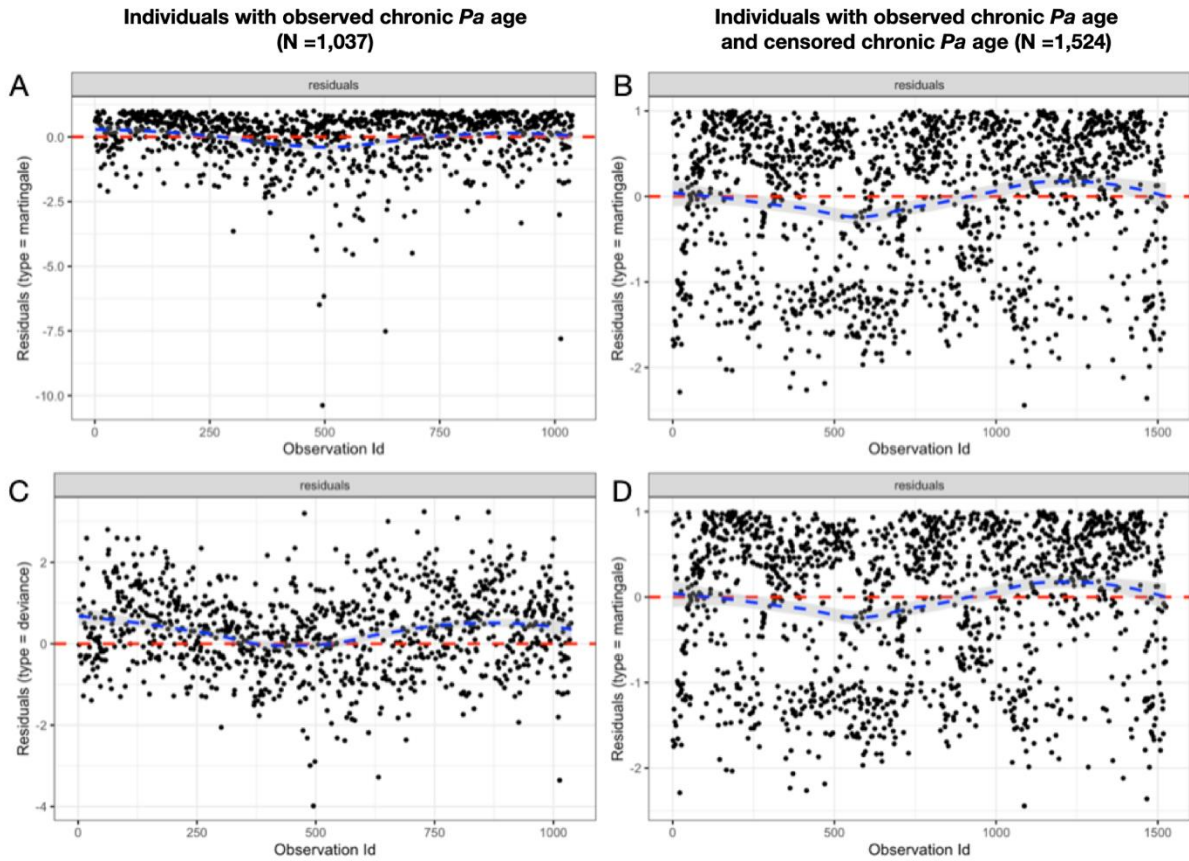 Individuals with observed chronic Pa age
(N =1,037)
Individuals with observed chronic Pa age
and censored chronic Pa age (N =1,524)
A
residuals
Residuals (type = martingale)
0.0
-2.5
-5.0
-7.5
-10.0
0 250 500 750 1000
Observation Id
B
residuals
Residuals (type = martingale)
1
0
-1
-2
0 500 1000 1500
Observation Id
C
residuals
Residuals (type = deviance)
2
0
-2
-4
0 250 500 750 1000
Observation Id
D
residuals
Residuals (type = martingale)
1
0
-1
-2
0 500 1000 1500
Observation Id